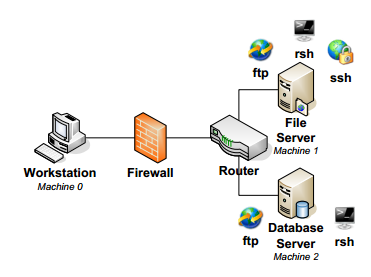 rsh
ftp
ssh
File
Server
Machine 1
Workstation
Machine 0
Firewall
Router
ftp
Database
Server
Machine 2
rsh